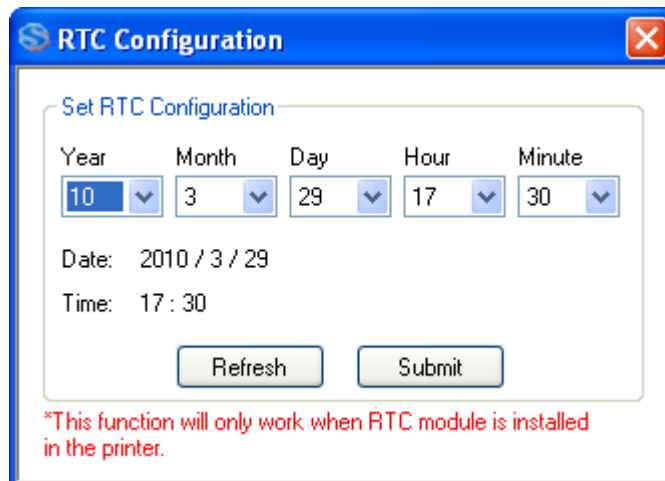 RTC Configuration
Set RTC Configuration
Year Month Day Hour Minute
10 3 29 17 30
Date: 2010 / 3 / 29
Time: 17 : 30
Refresh Submit
*This function will only work when RTC module is installed
in the printer.